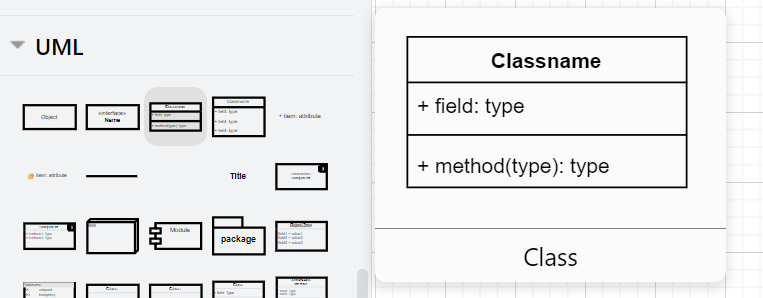 UML
Object
«interface»
Name
Classname
+ field: type
+ method(type): type
Classname
+ field: type
+ field: type
+ field: type
+ item: attribute
item: attribute
Title
Module
package
Classname
+ field: type
+ method(type): type
Class